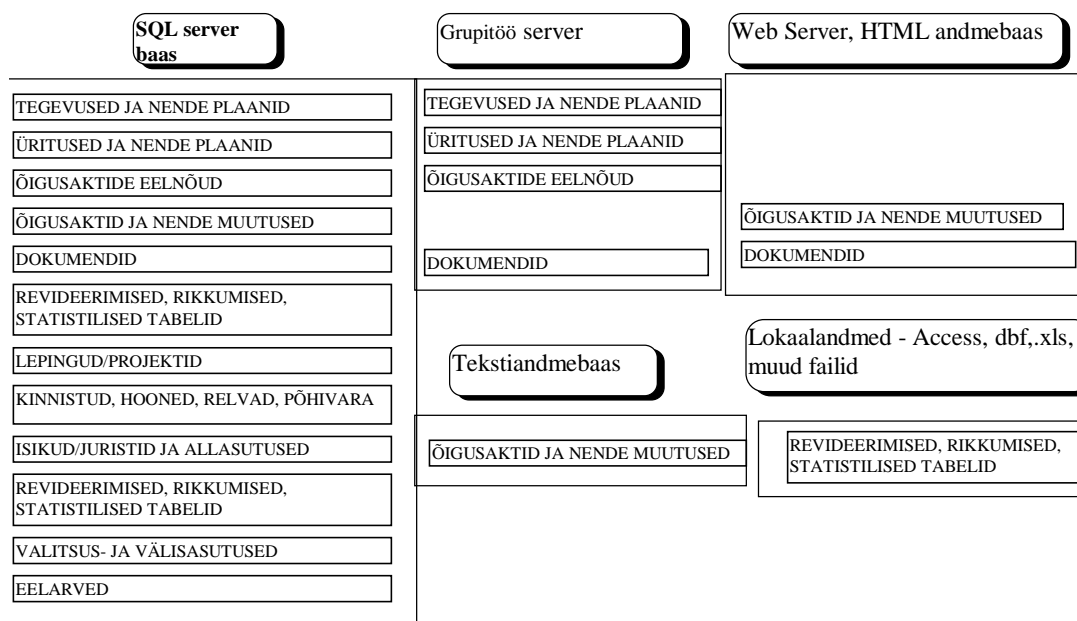 SQL server
baas
TEGEVUSED JA NENDE PLAANID
ÜRITUSED JA NENDE PLAANID
ÕIGUSAKTIDE EELNÕUD
ÕIGUSAKTID JA NENDE MUUTUSED
DOKUMENDID
REVIDEERIMISED, RIKKUMISED,
STATISTILISED TABELID
LEPINGUD/PROJEKTID
KINNISTUD, HOONED, RELVAD, PÕHIVARA
ISIKUD/JURISTID JA ALLASUTUSED
REVIDEERIMISED, RIKKUMISED,
STATISTILISED TABELID
VALITSUS- JA VÄLISASUTUSED
EELARVED
Grupitöö server
TEGEVUSED JA NENDE PLAANID
ÜRITUSED JA NENDE PLAANID
ÕIGUSAKTIDE EELNÕUD
DOKUMENDID
Web Server, HTML andmebaas
ÕIGUSAKTID JA NENDE MUUTUSED
DOKUMENDID
Tekstiandmebaas
ÕIGUSAKTID JA NENDE MUUTUSED
Lokaalandmed - Access, dbf,.xls,
muud failid
REVIDEERIMISED, RIKKUMISED,
STATISTILISED TABELID